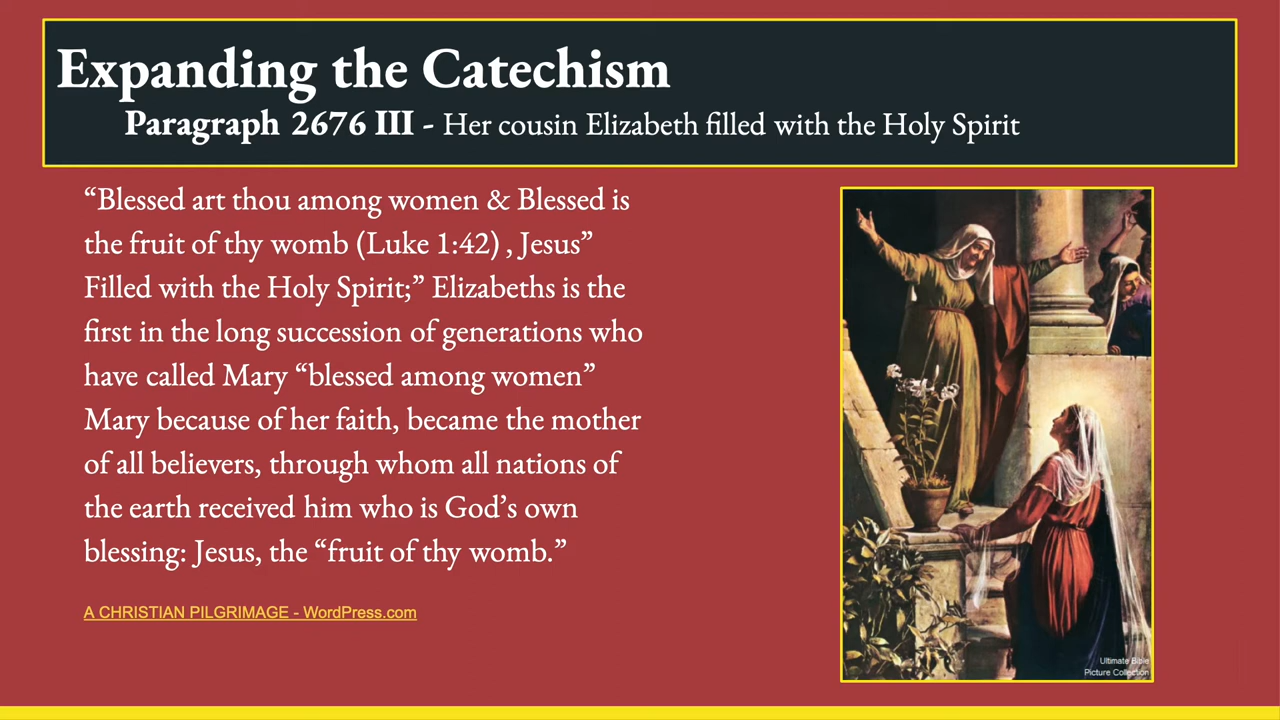 Expanding the Catechism
Paragraph 2676 III - Her cousin Elizabeth filled with the Holy Spirit
“Blessed art thou among women & Blessed is
the fruit of thy womb (Luke 1:42) , Jesus”
Filled with the Holy Spirit;” Elizabeths is the
first in the long succession of generations who
have called Mary “blessed among women”
Mary because of her faith, became the mother
of all believers, through whom all nations of
the earth received him who is God’s own
blessing: Jesus, the “fruit of thy womb.”
A CHRISTIAN PILGRIMAGE - WordPress.com
Ultimate Bible
Picture Collection